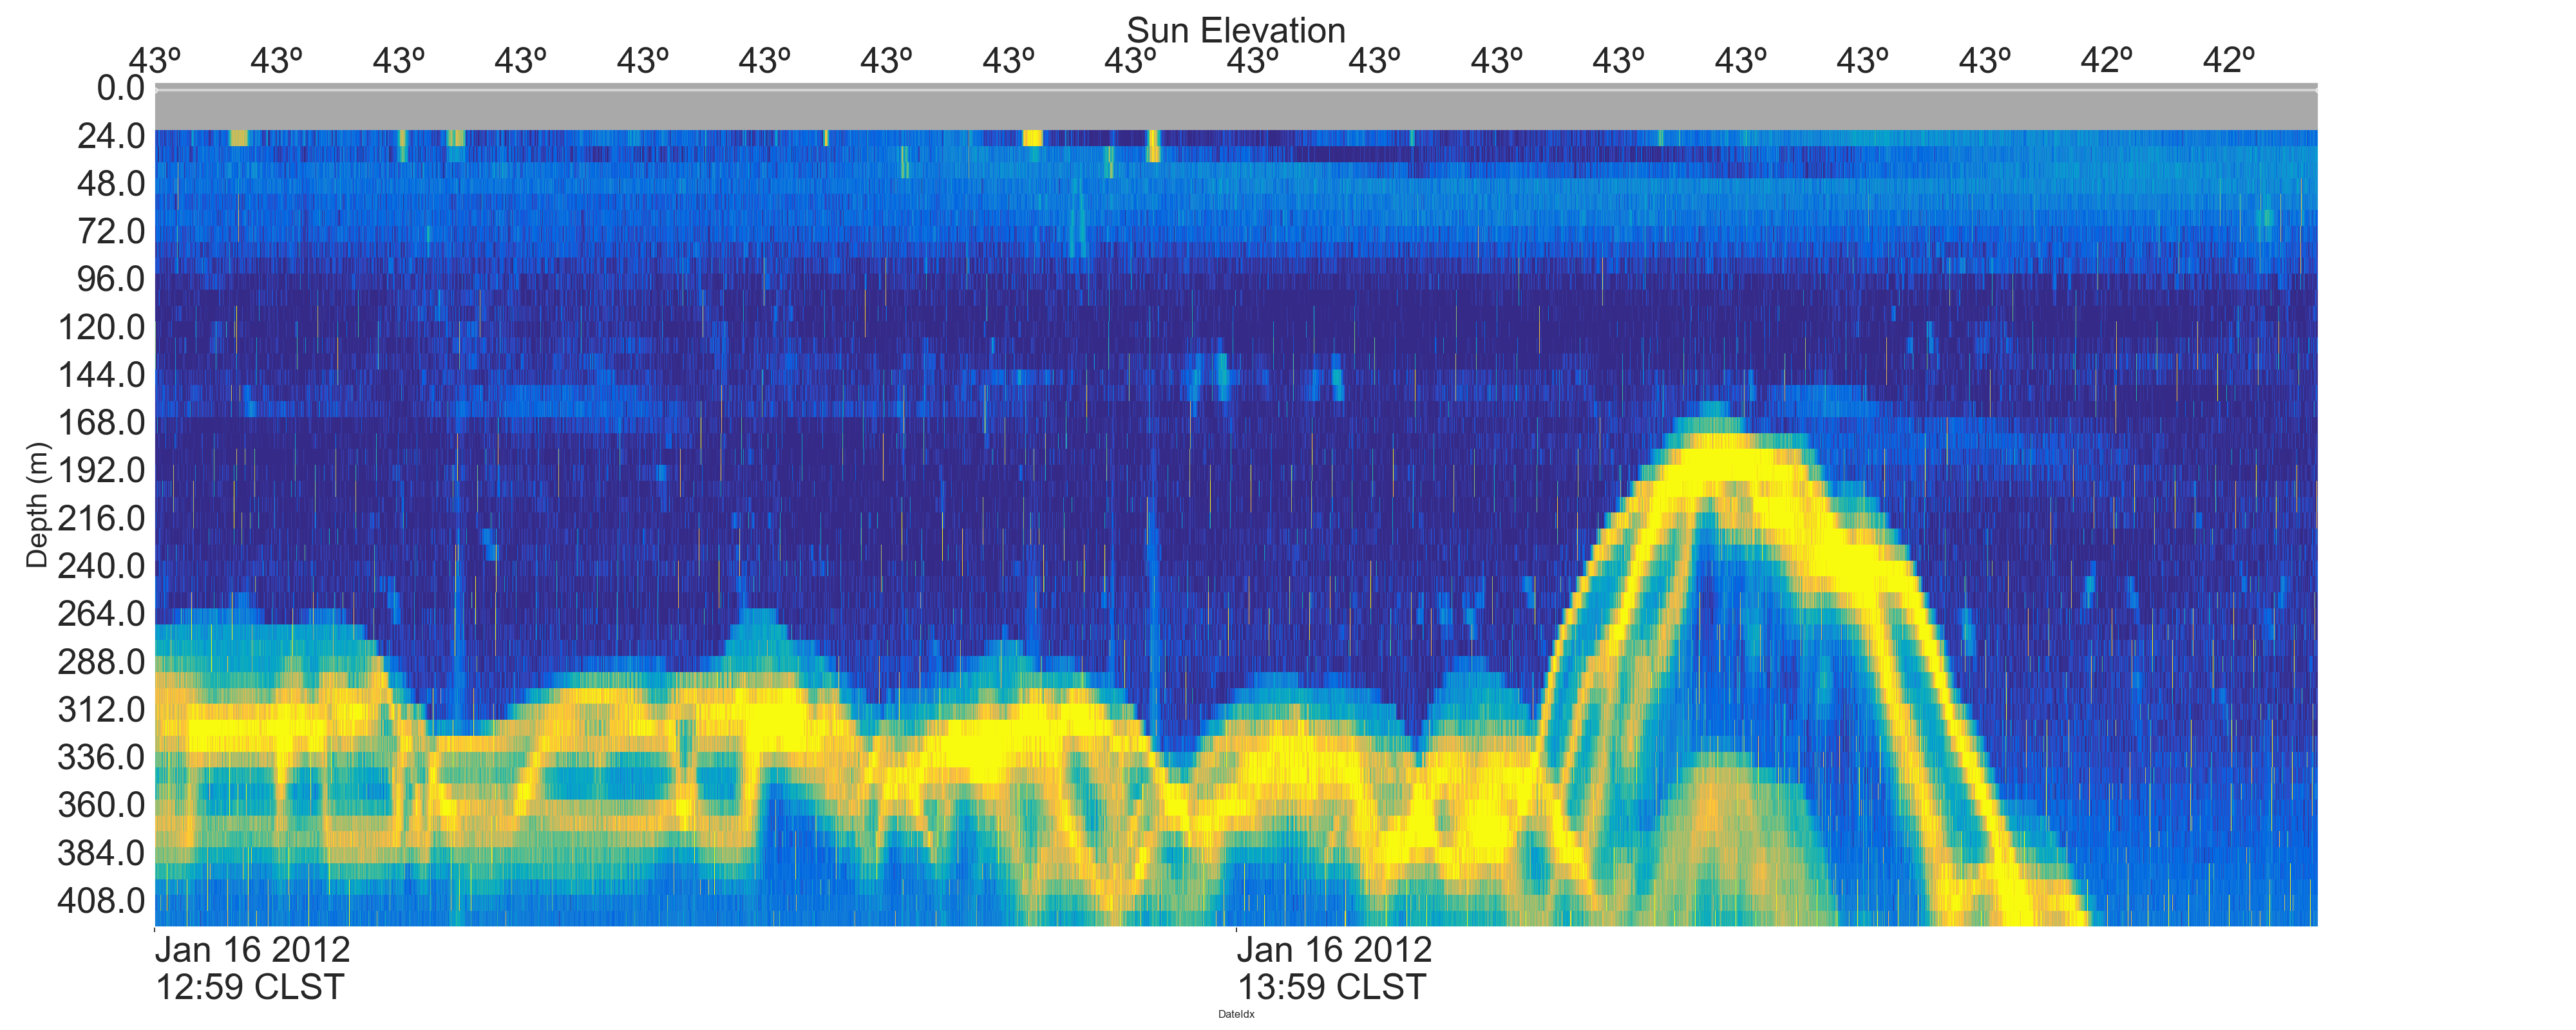 Sun Elevation
43º 43º 43º 43º 43º 43º 43º 43º 43º 43º 43º 43º 43º 43º 43º 43º 42º 42º
0.0
24.0
48.0
72.0
96.0
120.0
144.0
168.0
192.0
216.0
240.0
264.0
288.0
312.0
336.0
360.0
384.0
408.0
Depth (m)
Jan 16 2012
12:59 CLST
Jan 16 2012
13:59 CLST
DateIdx